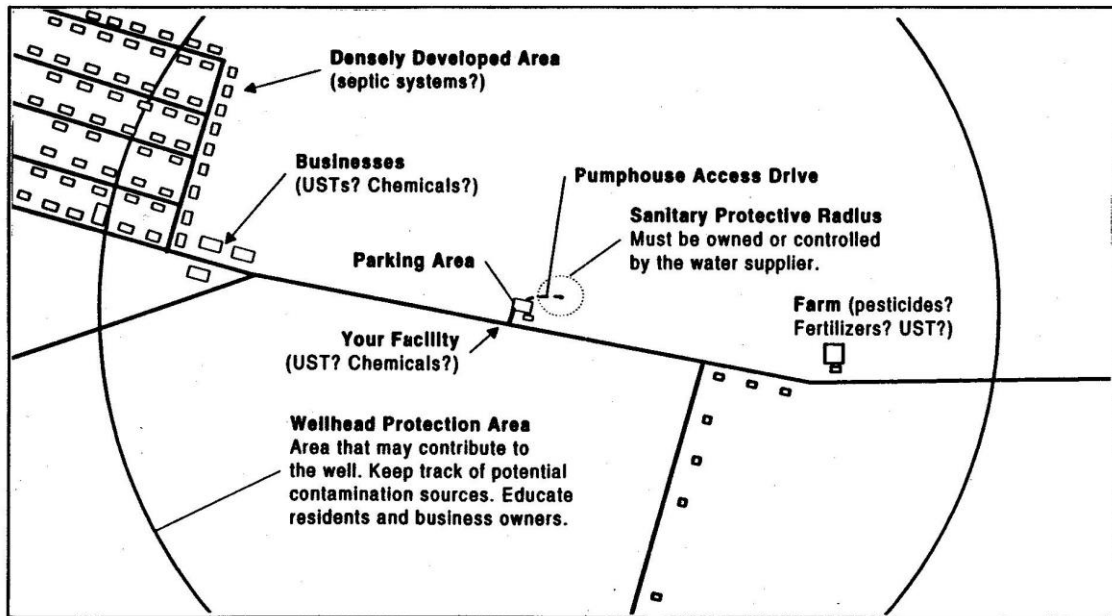 Densely Developed Area
(septic systems?)
Businesses
(USTs? Chemicals?)
Pumphouse Access Drive
Sanitary Protective Radius
Must be owned or controlled
by the water supplier.
Parking Area
Farm (pesticides?
Fertilizers? UST?)
Your Facility
(UST? Chemicals?)
Wellhead Protection Area
Area that may contribute to
the well. Keep track of potential
contamination sources. Educate
residents and business owners.